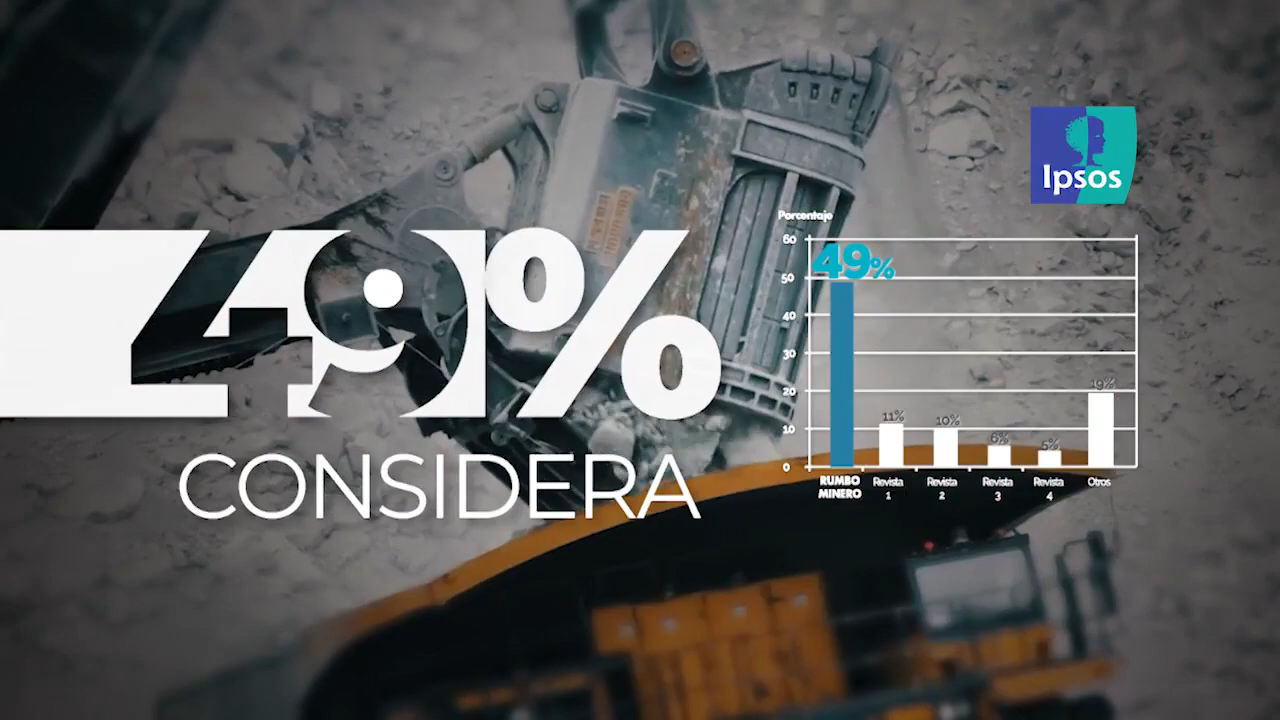 49%
CONSIDERA
Ipsos
Porcentaje
60
50
40
30
20
10
0
49%
11%
10%
6%
5%
19%
RUMBO MINERO
Revista 1
Revista 2
Revista 3
Revista 4
Otros